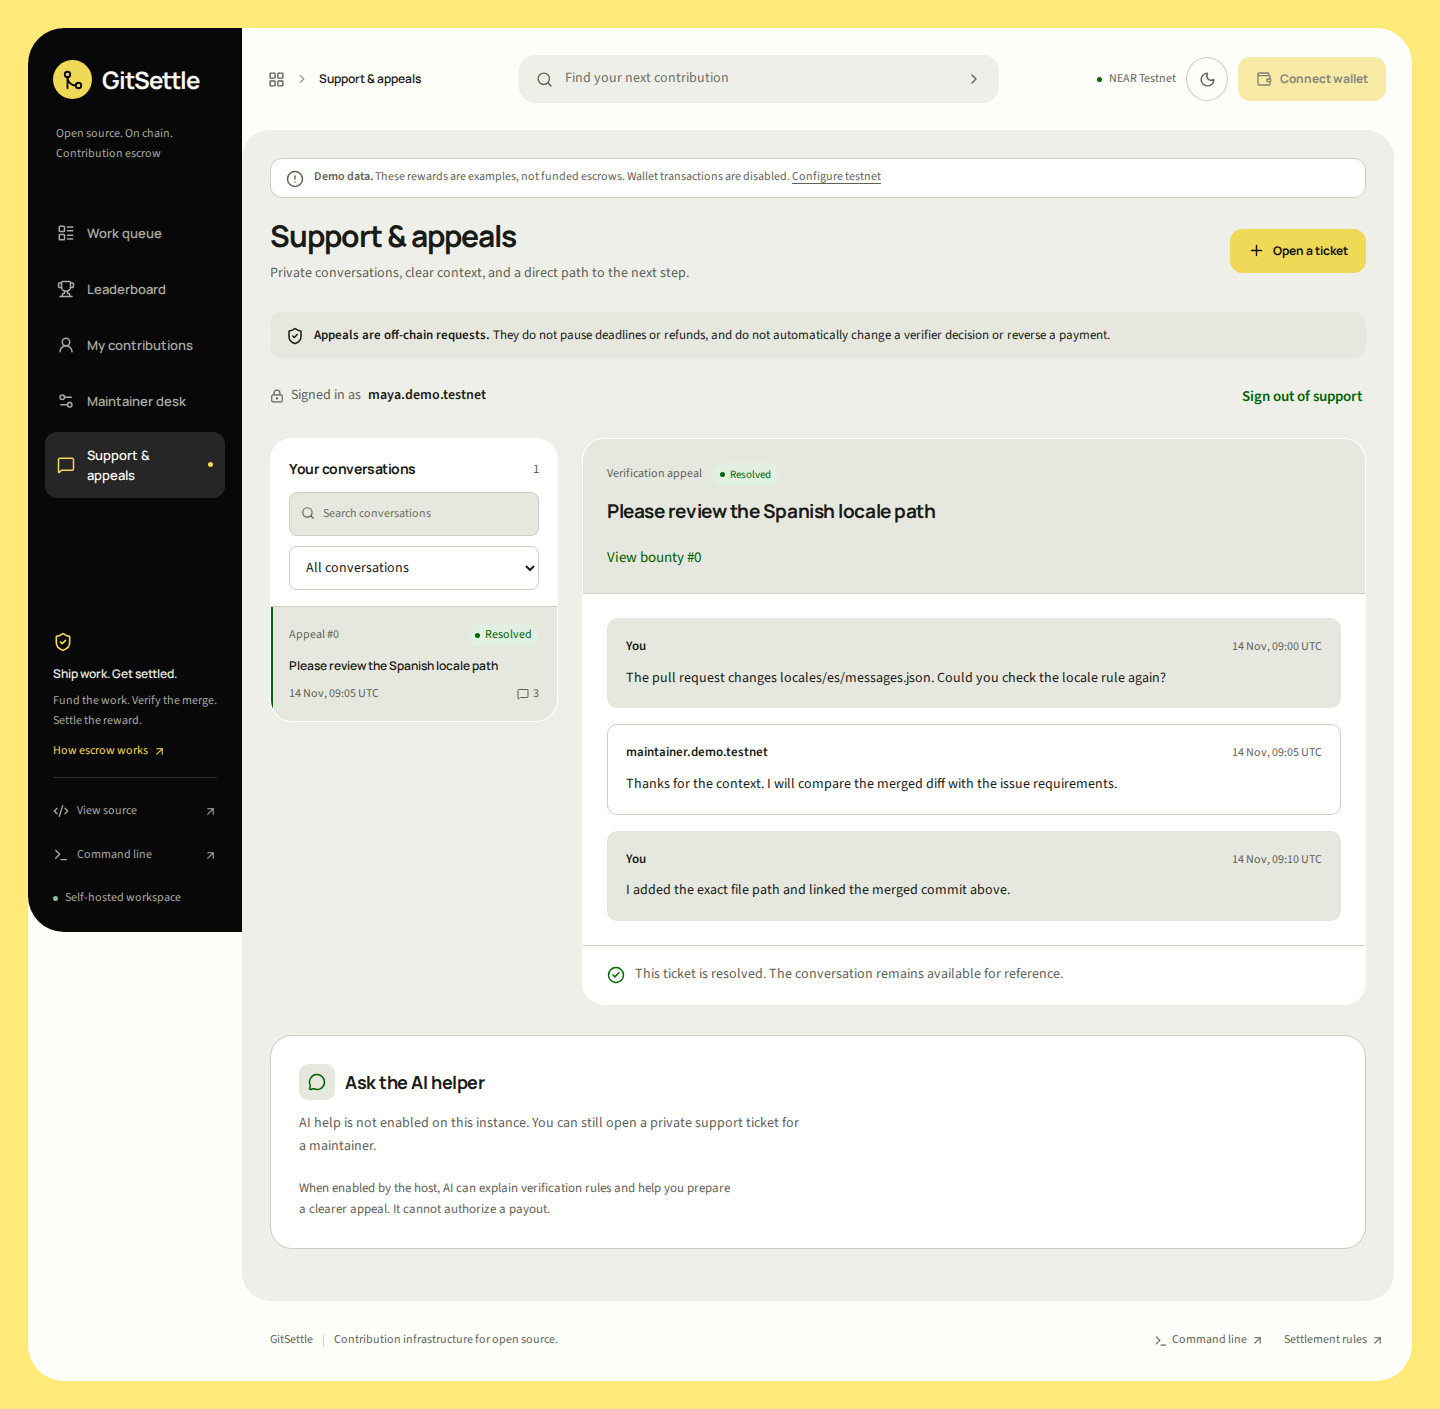 GitSettle
Open source. On chain.
Contribution escrow
Work queue
Leaderboard
My contributions
Maintainer desk
Support &
appeals
Ship work. Get settled.
Fund the work. Verify the merge.
Settle the reward.
How escrow works
View source
Command line
Self-hosted workspace
Support & appeals
Find your next contribution
NEAR Testnet
Connect wallet
Demo data. These rewards are examples, not funded escrows. Wallet transactions are disabled. Configure testnet
Support & appeals
Private conversations, clear context, and a direct path to the next step.
Open a ticket
Appeals are off-chain requests. They do not pause deadlines or refunds, and do not automatically change a verifier decision or reverse a payment.
Signed in as maya.demo.testnet
Sign out of support
Your conversations 1
Search conversations
All conversations
Appeal #0 Resolved
Please review the Spanish locale path
14 Nov, 09:05 UTC 3
Verification appeal Resolved
Please review the Spanish locale path
View bounty #0
You 14 Nov, 09:00 UTC
The pull request changes locales/es/messages.json. Could you check the locale rule again?
maintainer.demo.testnet 14 Nov, 09:05 UTC
Thanks for the context. I will compare the merged diff with the issue requirements.
You 14 Nov, 09:10 UTC
I added the exact file path and linked the merged commit above.
This ticket is resolved. The conversation remains available for reference.
Ask the AI helper
AI help is not enabled on this instance. You can still open a private support ticket for
a maintainer.
When enabled by the host, AI can explain verification rules and help you prepare
a clearer appeal. It cannot authorize a payout.
GitSettle Contribution infrastructure for open source.
Command line Settlement rules